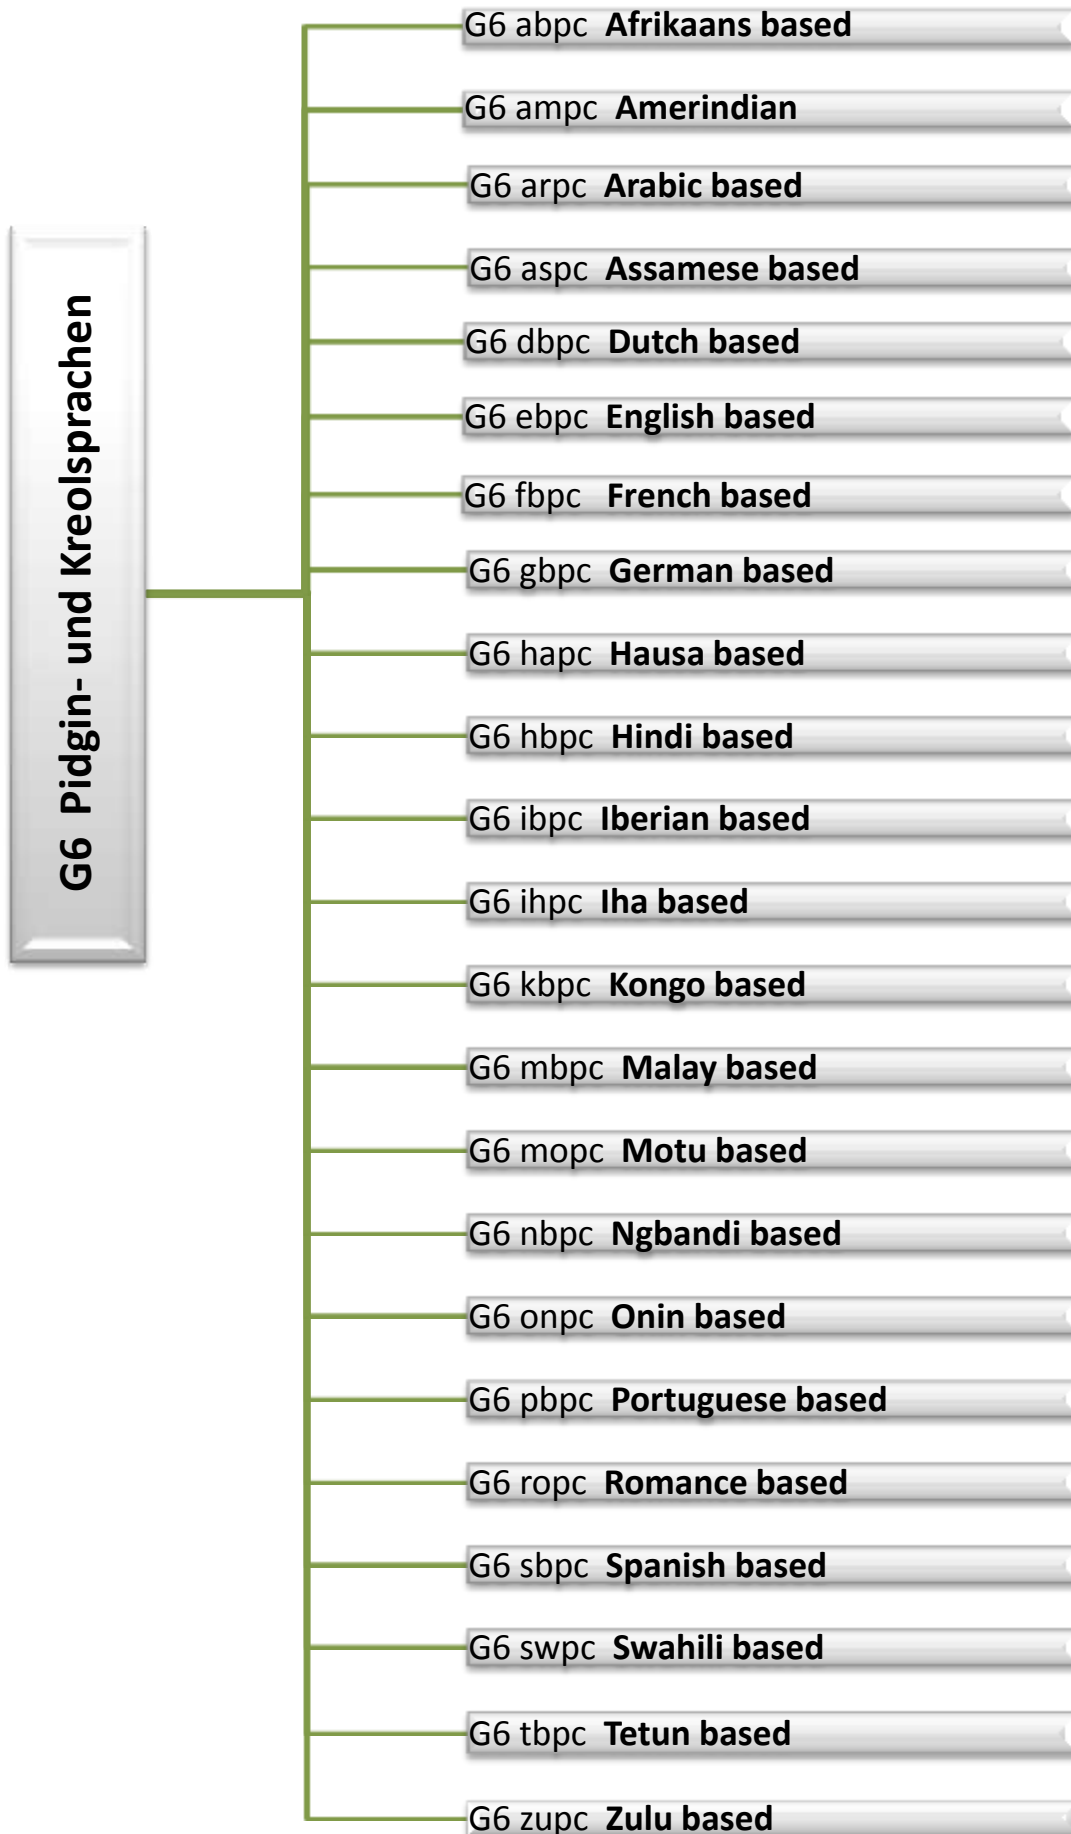 G6 Pidgin- und Kreolsprachen
G6 abpc Afrikaans based
G6 ampc Amerindian
G6 arpc Arabic based
G6 aspc Assamese based
G6 dbpc Dutch based
G6 ebpc English based
G6 fbpc French based
G6 gbpc German based
G6 hapc Hausa based
G6 hbpc Hindi based
G6 ibpc Iberian based
G6 ihpc Iha based
G6 kbpc Kongo based
G6 mbpc Malay based
G6 mopc Motu based
G6 nbpc Ngbandi based
G6 onpc Onin based
G6 pbpc Portuguese based
G6 ropc Romance based
G6 sbpc Spanish based
G6 swpc Swahili based
G6 tbpc Tetun based
G6 zupc Zulu based